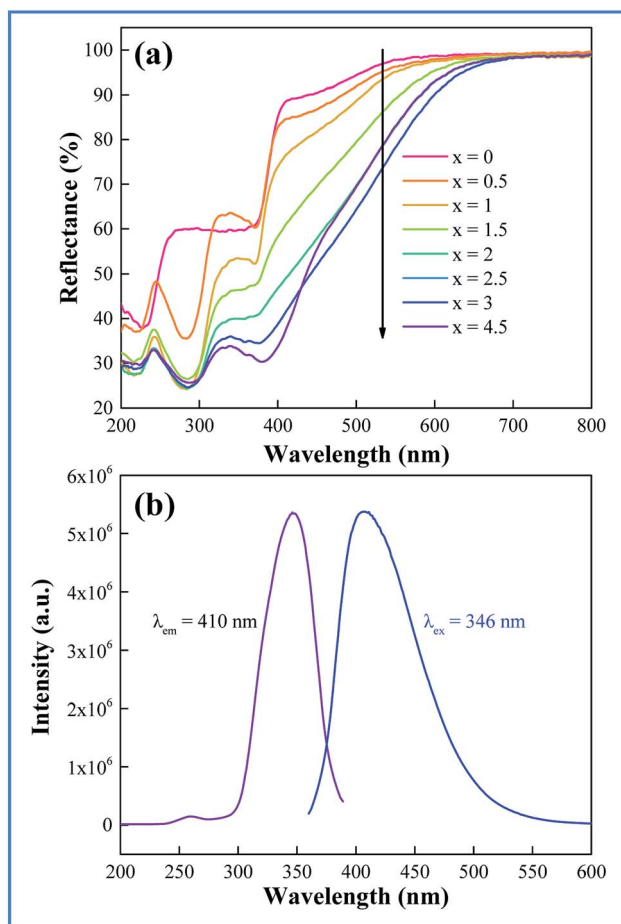 (a)
100
90
80
70
60
50
40
30
20
Reflectance (%)
x = 0
x = 0.5
x = 1
x = 1.5
x = 2
x = 2.5
x = 3
x = 4.5
200 300 400 500 600 700 800
Wavelength (nm)
(b)
6x10⁶
5x10⁶
4x10⁶
3x10⁶
2x10⁶
1x10⁶
0
Intensity (a.u.)
λem = 410 nm
λex = 346 nm
200 250 300 350 400 450 500 550 600
Wavelength (nm)